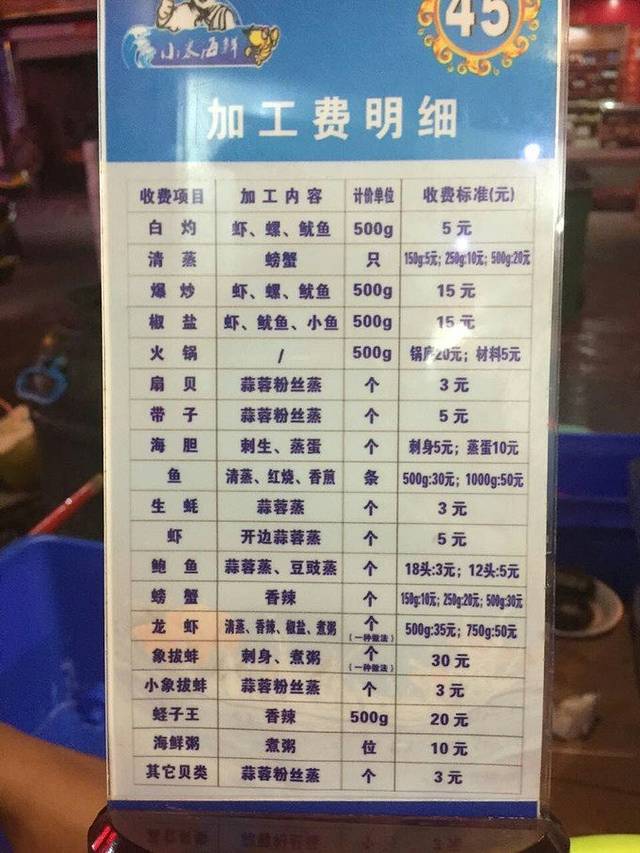 小本海鲜
45
加工费明细
收费项目 加工内容 计价单位 收费标准(元)
白灼 虾、螺、鱿鱼 500g 5元
清蒸 螃蟹 只 150g:5元; 250g:10元; 500g:20元
爆炒 虾、螺、鱿鱼 500g 15元
椒盐 虾、鱿鱼、小鱼 500g 15元
火锅 / 500g 锅底20元; 材料5元
扇贝 蒜蓉粉丝蒸 个 3元
带子 蒜蓉粉丝蒸 个 5元
海胆 刺生、蒸蛋 个 刺身5元; 蒸蛋10元
鱼 清蒸、红烧、香煎 条 500g:30元; 1000g:50元
生蚝 蒜蓉蒸 个 3元
虾 开边蒜蓉蒸 个 5元
鲍鱼 蒜蓉蒸、豆豉蒸 个 18头:3元; 12头:5元
螃蟹 香辣 个 150g:10元; 250g:20元; 500g:30元
龙虾 清蒸、香辣、椒盐、煮粥 个(一种做法) 500g:35元; 750g:50元
象拔蚌 刺身、煮粥 个(一种做法) 30元
小象拔蚌 蒜蓉粉丝蒸 个 3元
蛏子王 香辣 500g 20元
海鲜粥 煮粥 位 10元
其它贝类 蒜蓉粉丝蒸 个 3元